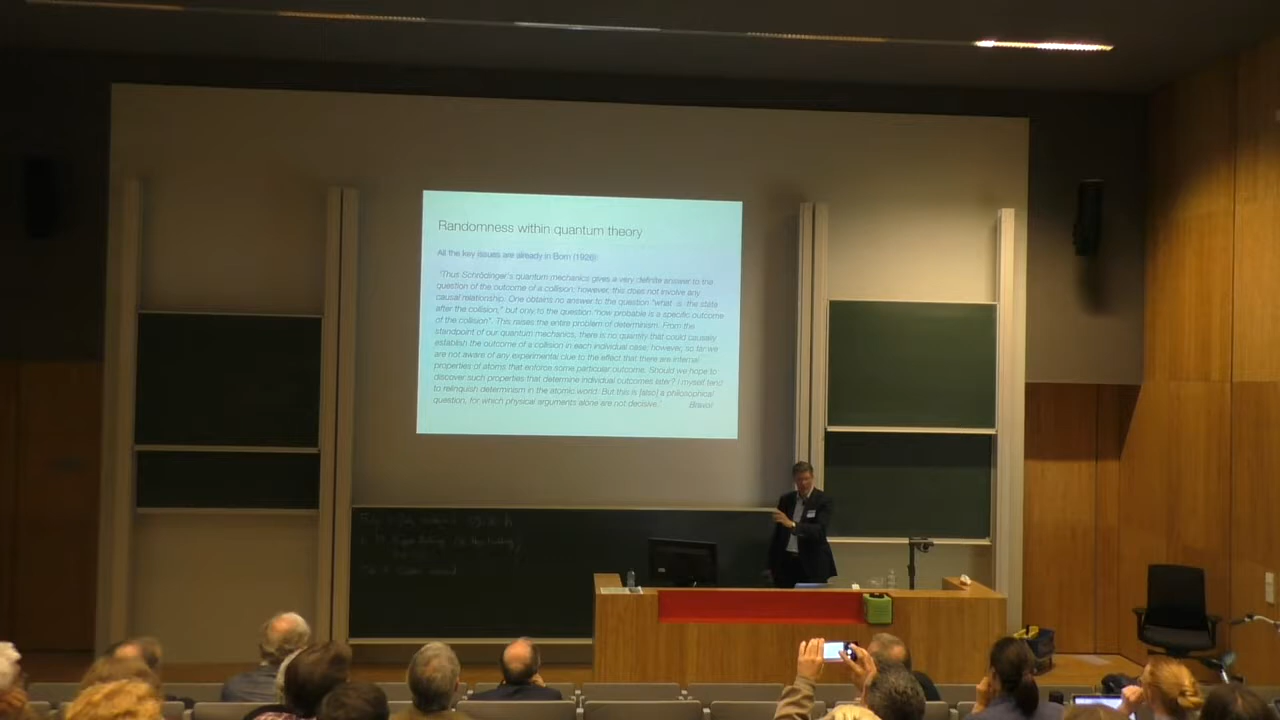 Randomness within quantum theory
All the key issues are already in Born (1926):
'Thus Schrödinger's quantum mechanics gives a very definite answer to the
question of the outcome of a collision; however, this does not involve any
causal relationship. One obtains no answer to the question "what is the state
after the collision," but only to the question "how probable is a specific outcome
of the collision". This raises the entire problem of determinism. From the
standpoint of our quantum mechanics, there is no quantity that could causally
establish the outcome of a collision in each individual case; however, so far we
are not aware of any experimental clue to the effect that there are internal
properties of atoms that enforce some particular outcome. Should we hope to
discover such properties that determine individual outcomes later? I myself tend
to relinquish determinism in the atomic world. But this is [also] a philosophical
question, for which physical arguments alone are not decisive.' Bravo!